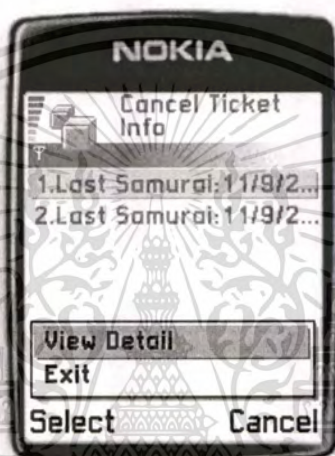 NOKIA
Cancel Ticket
Info
1.Last Samurai:11/9/2...
2.Last Samurai:11/9/2...
View Detail
Exit
Select Cancel